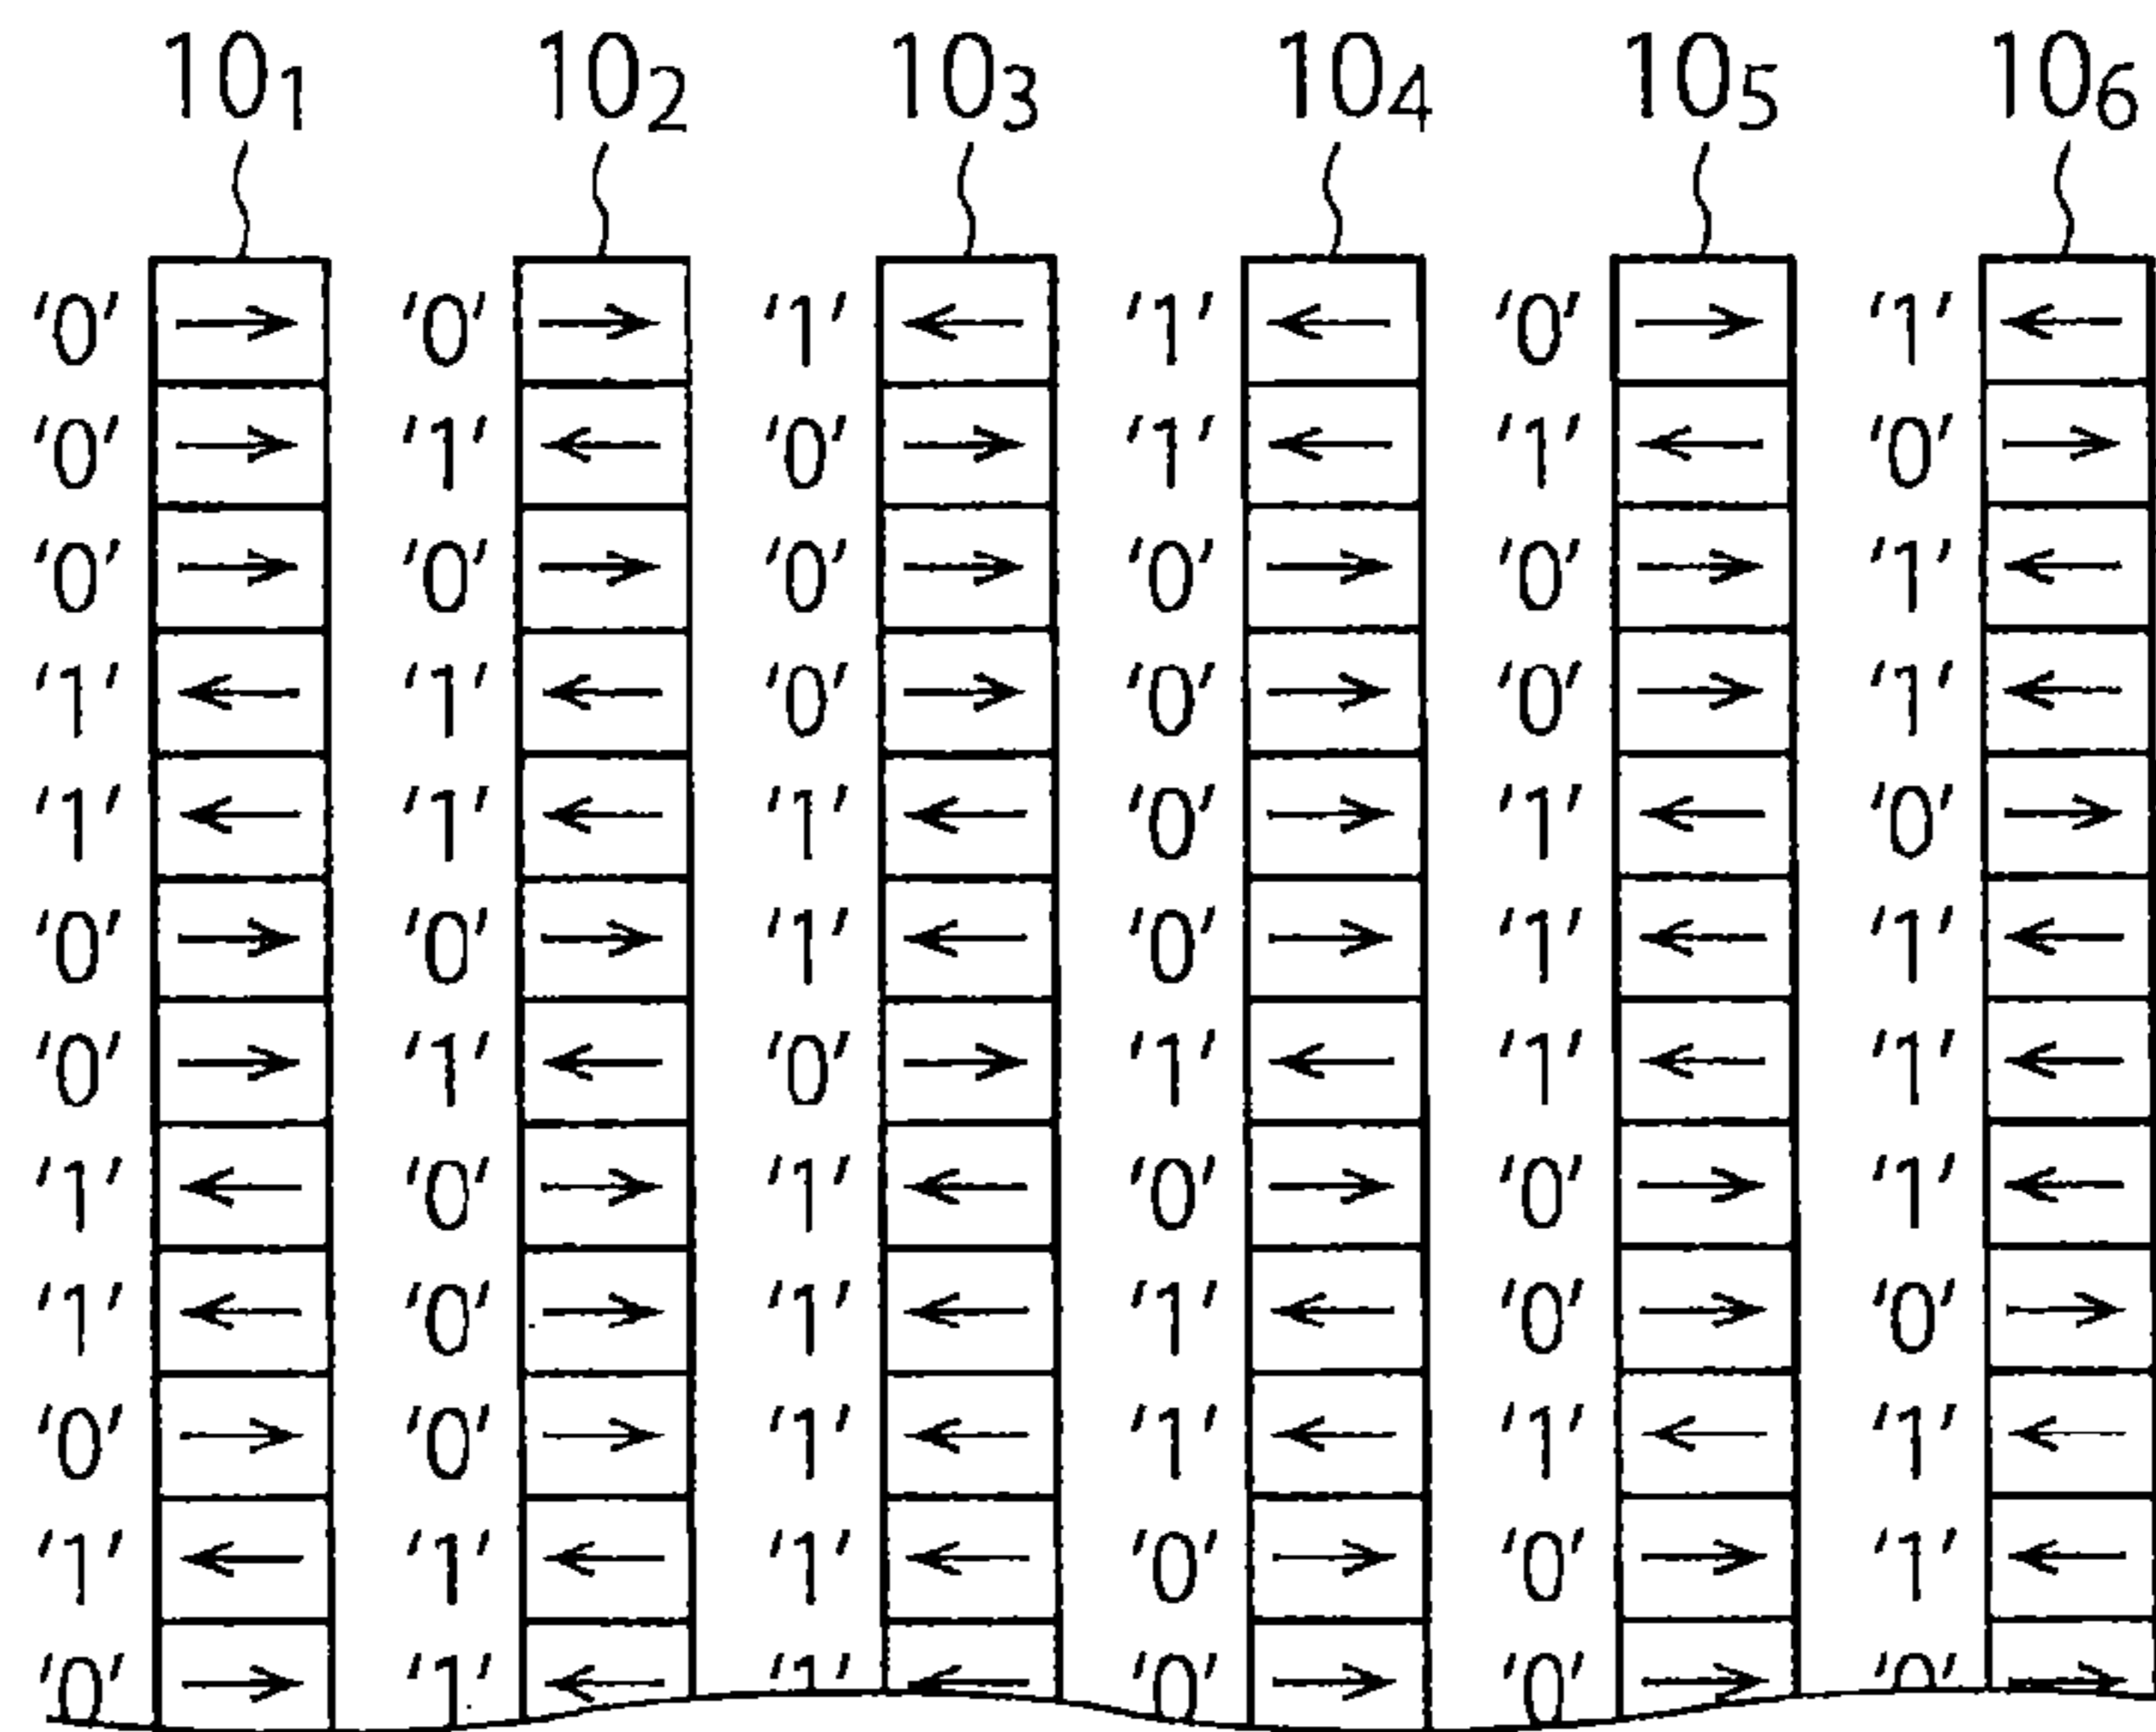 10₁ 10₂ 10₃ 10₄ 10₅ 10₆
'0' '0' '1' '1' '0' '1'
'0' '1' '0' '1' '1' '0'
'0' '0' '0' '0' '0' '1'
'1' '1' '0' '0' '0' '1'
'1' '1' '1' '0' '1' '0'
'0' '0' '1' '0' '1' '1'
'0' '1' '0' '1' '1' '1'
'1' '0' '1' '0' '0' '1'
'1' '0' '1' '1' '0' '0'
'0' '0' '1' '1' '1' '1'
'1' '1' '1' '0' '0' '1'
'0' '1' '1' '0' '0' '0'